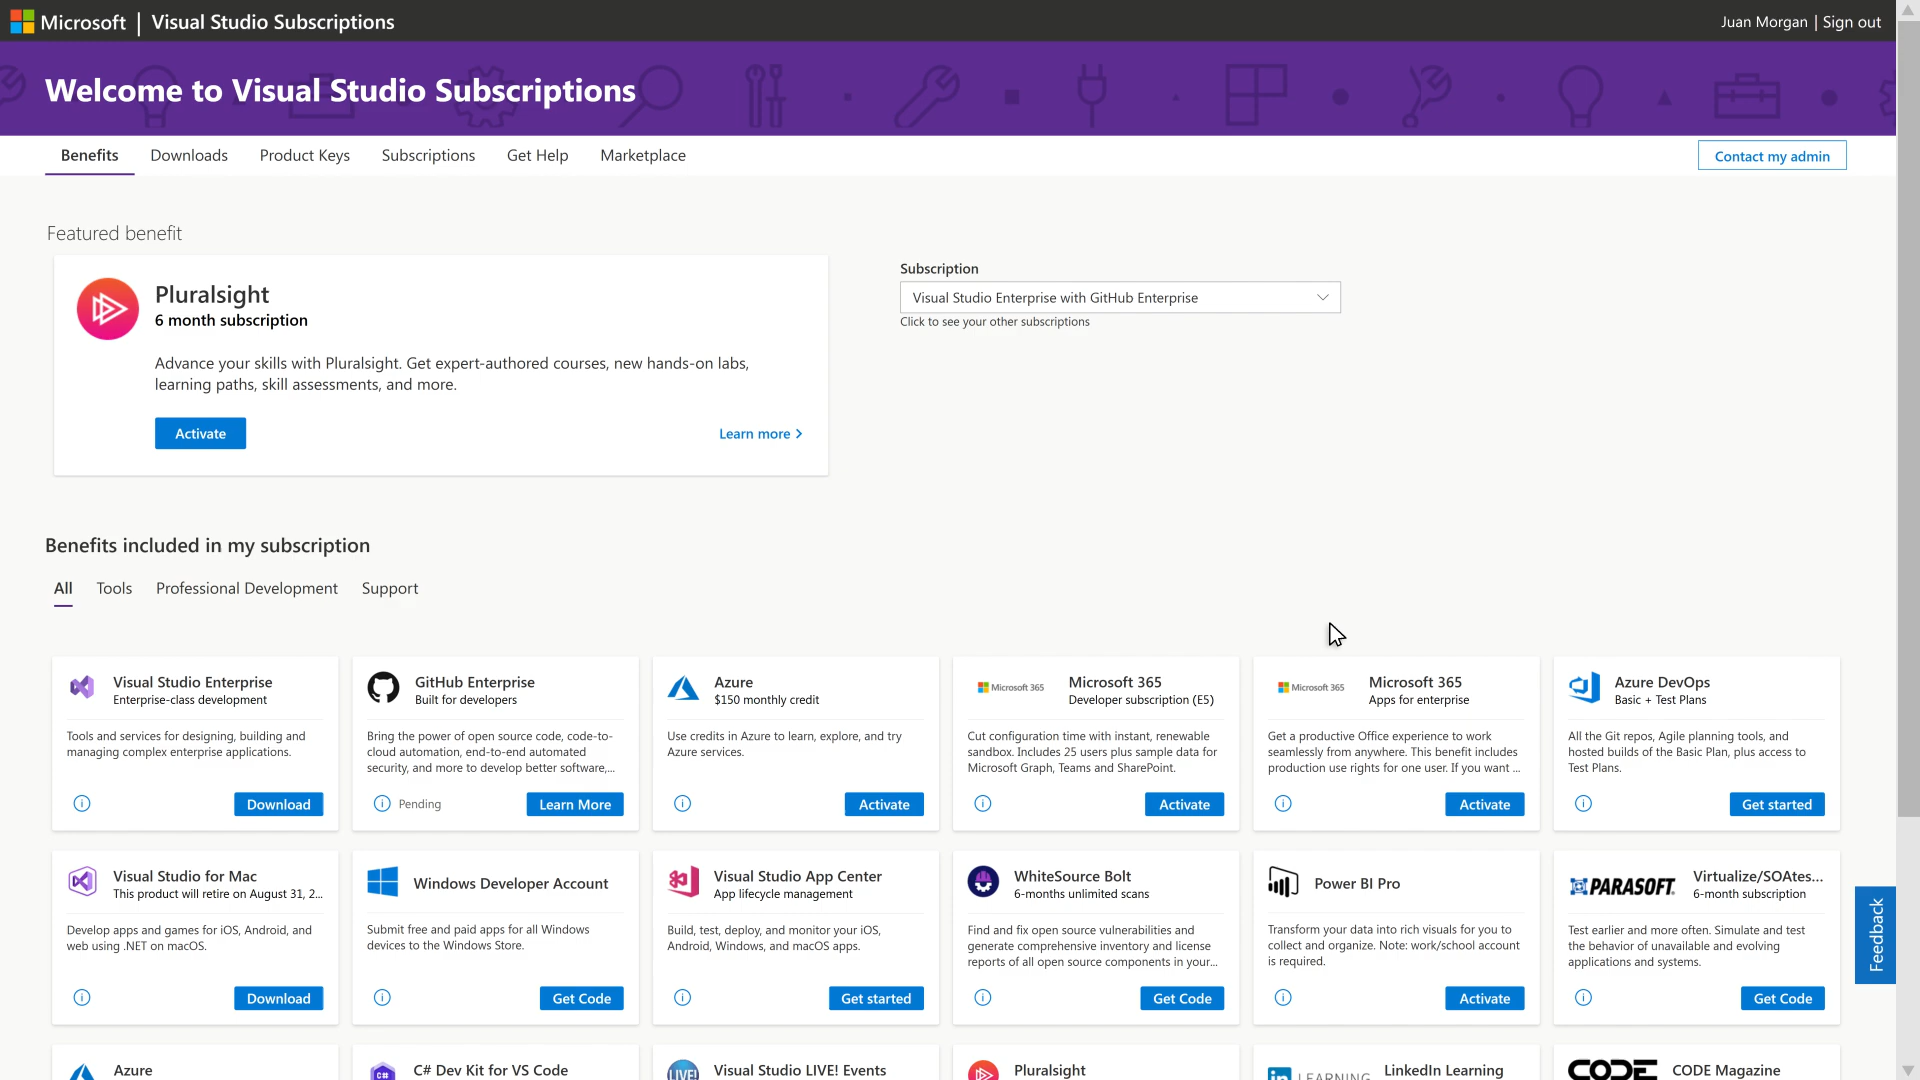 Microsoft | Visual Studio Subscriptions
Juan Morgan | Sign out
Welcome to Visual Studio Subscriptions
Benefits
Downloads
Product Keys
Subscriptions
Get Help
Marketplace
Contact my admin
Featured benefit
Pluralsight
6 month subscription
Advance your skills with Pluralsight. Get expert-authored courses, new hands-on labs,
learning paths, skill assessments, and more.
Activate
Learn more
Subscription
Visual Studio Enterprise with GitHub Enterprise
Click to see your other subscriptions
Benefits included in my subscription
All
Tools
Professional Development
Support
Visual Studio Enterprise
Enterprise-class development
Tools and services for designing, building and
managing complex enterprise applications.
Download
GitHub Enterprise
Built for developers
Bring the power of open source code, code-to-
cloud automation, end-to-end automated
security, and more to develop better software,...
Pending
Learn More
Azure
$150 monthly credit
Use credits in Azure to learn, explore, and try
Azure services.
Activate
Microsoft 365
Microsoft 365
Developer subscription (E5)
Cut configuration time with instant, renewable
sandbox. Includes 25 users plus sample data for
Microsoft Graph, Teams and SharePoint.
Activate
Microsoft 365
Microsoft 365
Apps for enterprise
Get a productive Office experience to work
seamlessly from anywhere. This benefit includes
production use rights for one user. If you want ...
Activate
Azure DevOps
Basic + Test Plans
All the Git repos, Agile planning tools, and
hosted builds of the Basic Plan, plus access to
Test Plans.
Get started
Visual Studio for Mac
This product will retire on August 31, 2...
Develop apps and games for iOS, Android, and
web using .NET on macOS.
Download
Windows Developer Account
Submit free and paid apps for all Windows
devices to the Windows Store.
Get Code
Visual Studio App Center
App lifecycle management
Build, test, deploy, and monitor your iOS,
Android, Windows, and macOS apps.
Get started
WhiteSource Bolt
6-months unlimited scans
Find and fix open source vulnerabilities and
generate comprehensive inventory and license
reports of all open source components in your...
Get Code
Power BI Pro
Transform your data into rich visuals for you to
collect and organize. Note: work/school account
is required.
Activate
PARASOFT.
Virtualize/SOAtes...
6-month subscription
Test earlier and more often. Simulate and test
the behavior of unavailable and evolving
applications and systems.
Get Code
Feedback
Azure
C#
C# Dev Kit for VS Code
LIVE!
Visual Studio LIVE! Events
Pluralsight
in LEARNING
LinkedIn Learning
CODE
CODE Magazine